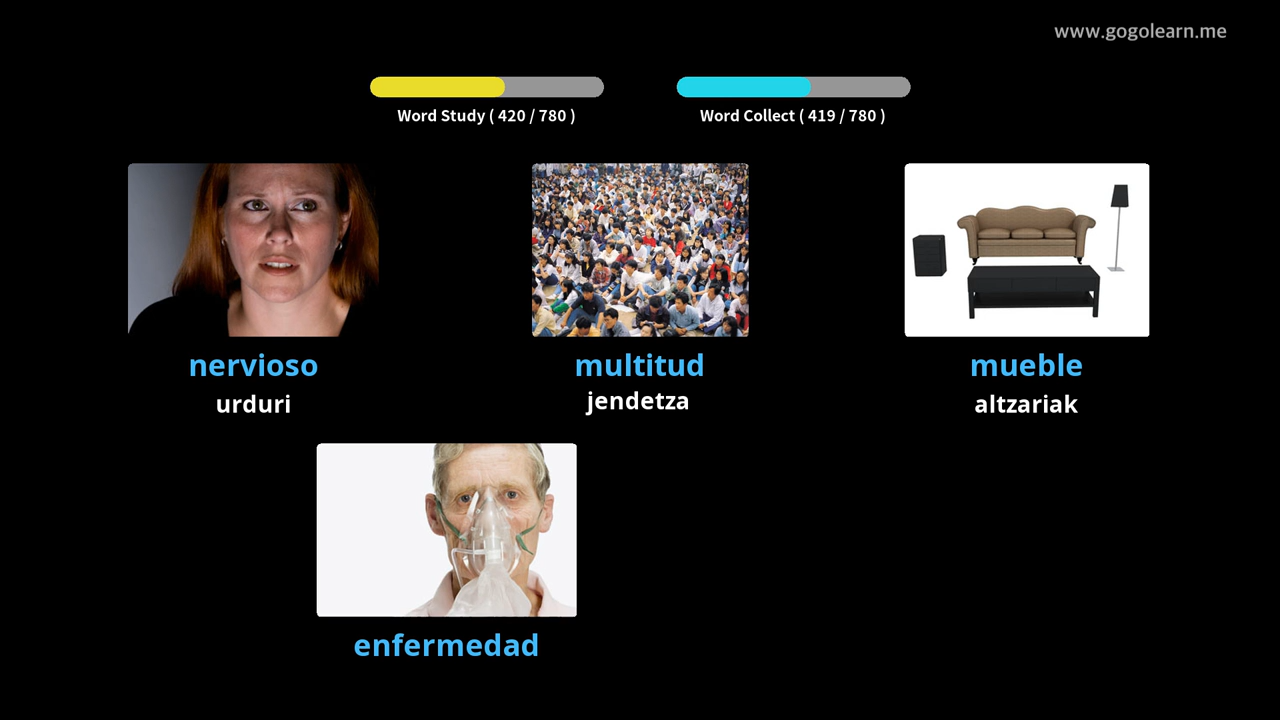 www.gogolearn.me
Word Study ( 420 / 780 )
Word Collect ( 419 / 780 )
nervioso
urduri
multitud
jendetza
mueble
altzariak
enfermedad